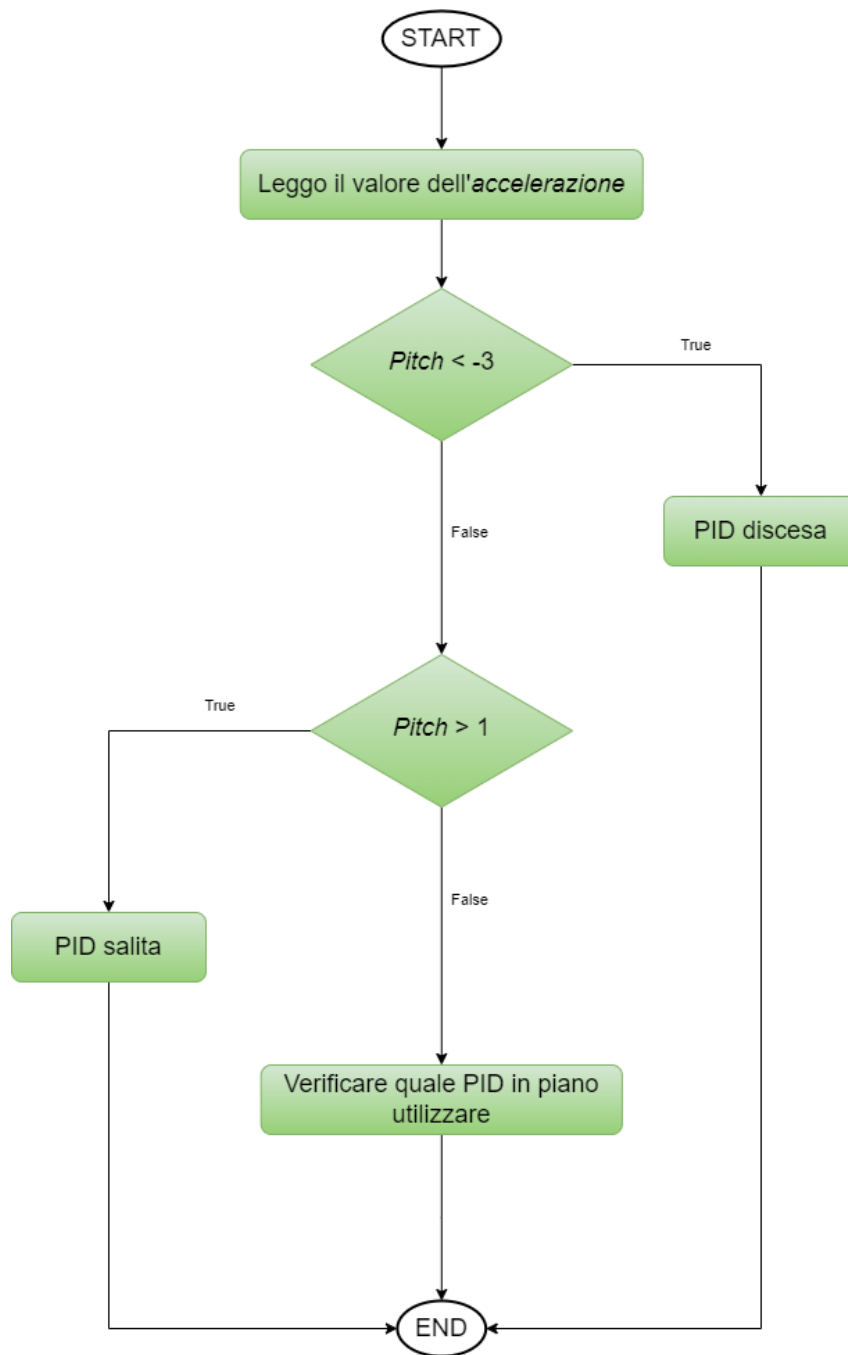 START
Leggo il valore dell'accelerazione
Pitch < -3
True
PID discesa
False
Pitch > 1
True
False
PID salita
Verificare quale PID in piano
utilizzare
END